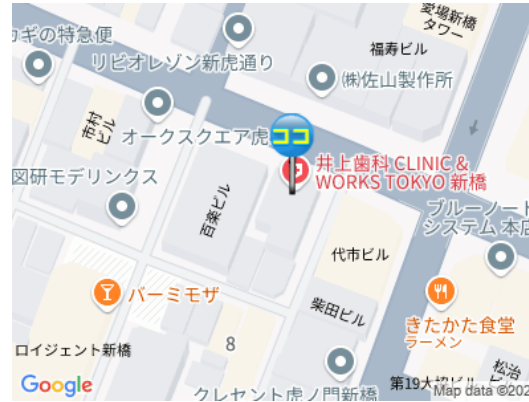 愛場新橋
タワー
カギの特急便
福寿ビル
リビオレゾン新虎通り
㈱佐山製作所
市村
ビル
オークスクエア虎
ココ
井上歯科 CLINIC &
WORKS TOKYO 新橋
図研モデリンクス
百楽ビル
ブルーノート
システム 本店
代市ビル
バーミモザ
柴田ビル
きたかた食堂
ラーメン
8
ロイジェント新橋
松治
クレセント虎ノ門新橋
第19大
Google
Map data ©202